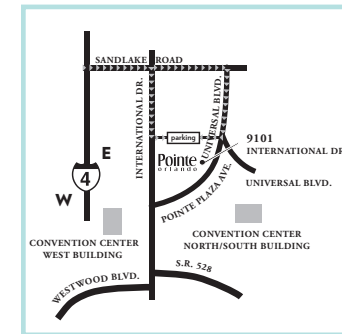 SANDLAKE ROAD
INTERNATIONAL DR.
UNIVERSAL BLVD.
parking
9101
INTERNATIONAL DR
Pointe
orlando
E
4
W
UNIVERSAL BLVD.
POINTE PLAZA AVE.
CONVENTION CENTER
WEST BUILDING
CONVENTION CENTER
NORTH/SOUTH BUILDING
S.R. 528
WESTWOOD BLVD.